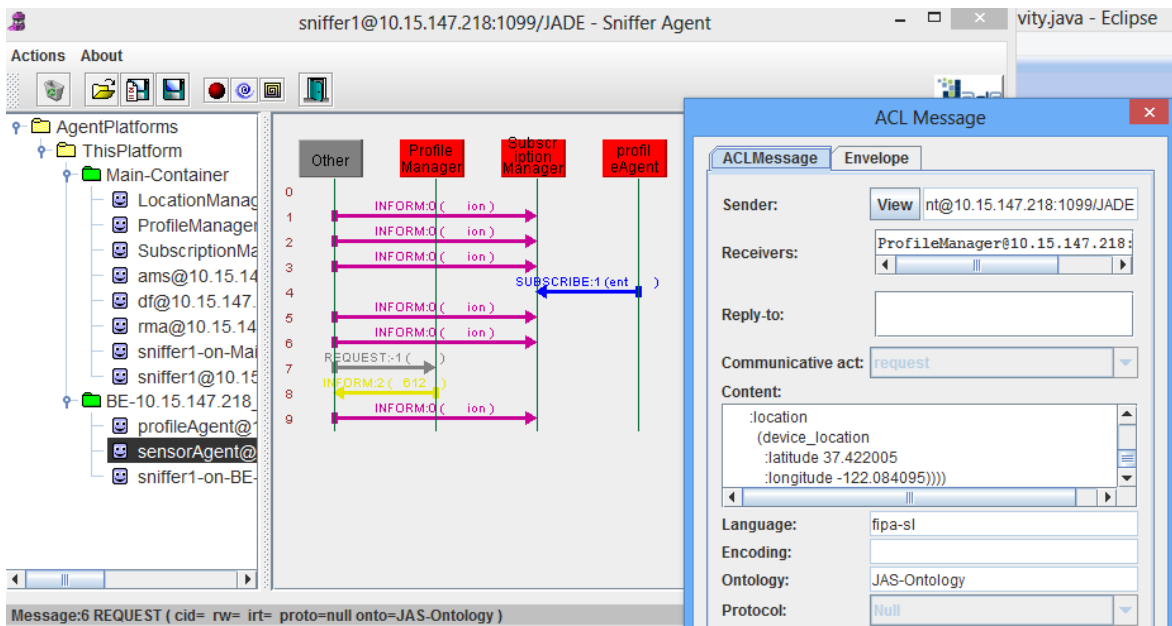 sniffer1@10.15.147.218:1099/JADE - Sniffer Agent
vity.java - Eclipse
Actions About
AgentPlatforms
ThisPlatform
Main-Container
LocationManag
ProfileManager
SubscriptionMa
ams@10.15.14
df@10.15.147.
rma@10.15.14
sniffer1-on-Mai
sniffer1@10.15
BE-10.15.147.218_
profileAgent@1
sensorAgent@
sniffer1-on-BE-
Other
Profile
Manager
Subscr
iption
Manager
profil
eAgent
0
INFORM:0 ( ion )
1
INFORM:0 ( ion )
2
INFORM:0 ( ion )
3
SUBSCRIBE:1 (ent )
4
INFORM:0 ( ion )
5
INFORM:0 ( ion )
6
REQUEST:-1 ( )
7
INFORM:2 ( 612 )
8
INFORM:0 ( ion )
9
Message:6 REQUEST ( cid= rw= irt= proto=null onto=JAS-Ontology )
ACL Message
ACLMessage Envelope
Sender: View nt@10.15.147.218:1099/JADE
Receivers: ProfileManager@10.15.147.218:
Reply-to:
Communicative act: request
Content:
:location
(device_location
:latitude 37.422005
:longitude -122.084095))))
Language: fipa-sl
Encoding:
Ontology: JAS-Ontology
Protocol: Null